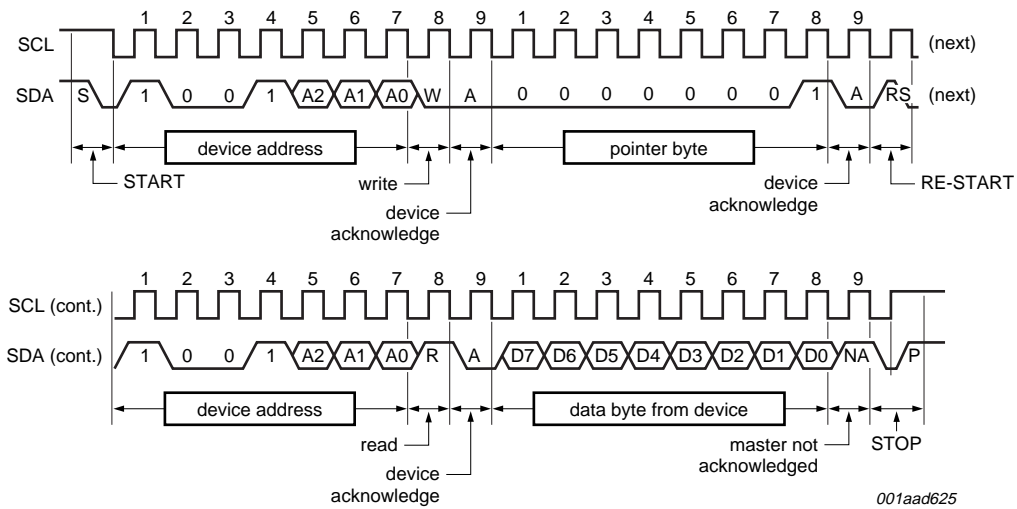 1 2 3 4 5 6 7 8 9 1 2 3 4 5 6 7 8 9
SCL (next)
SDA S 1 0 0 1 A2 A1 A0 W A 0 0 0 0 0 0 0 1 A RS (next)
device address pointer byte
START write device RE-START
device acknowledge
acknowledge
1 2 3 4 5 6 7 8 9 1 2 3 4 5 6 7 8 9
SCL (cont.)
SDA (cont.) 1 0 0 1 A2 A1 A0 R A D7 D6 D5 D4 D3 D2 D1 D0 NA P
device address data byte from device
read master not STOP
device acknowledged
acknowledge
001aad625